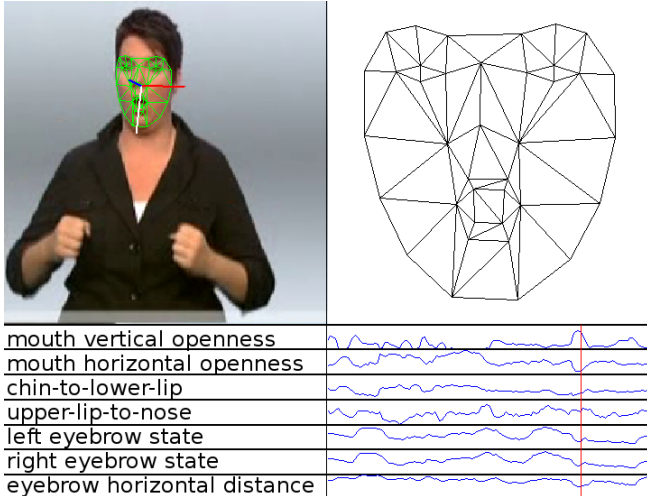 mouth vertical openness
mouth horizontal openness
chin-to-lower-lip
upper-lip-to-nose
left eyebrow state
right eyebrow state
eyebrow horizontal distance